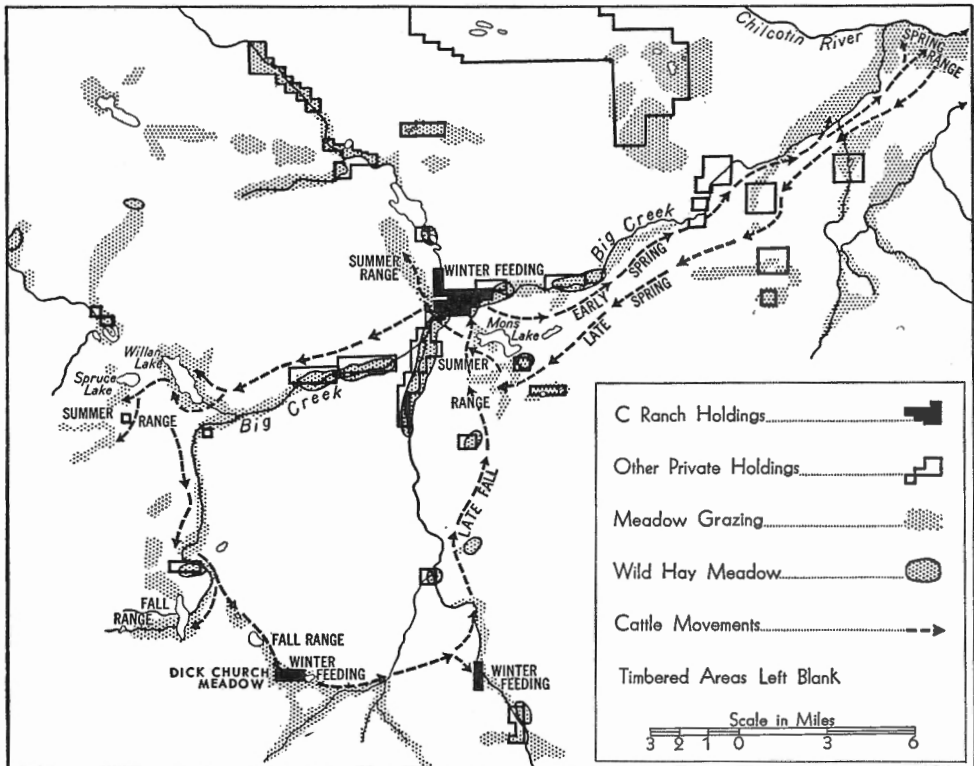 Chilcotin River
SPRING
RANGE
Big Creek
SUMMER
RANGE
WINTER FEEDING
EARLY SPRING
LATE SPRING
Mons
Lake
Willan
Lake
Spruce
Lake
SUMMER
RANGE
SUMMER
RANGE
Big Creek
LATE FALL
FALL
RANGE
FALL RANGE
DICK CHURCH
MEADOW
WINTER
FEEDING
WINTER
FEEDING
C Ranch Holdings
Other Private Holdings
Meadow Grazing
Wild Hay Meadow
Cattle Movements
Timbered Areas Left Blank
Scale in Miles
3 2 1 0 3 6